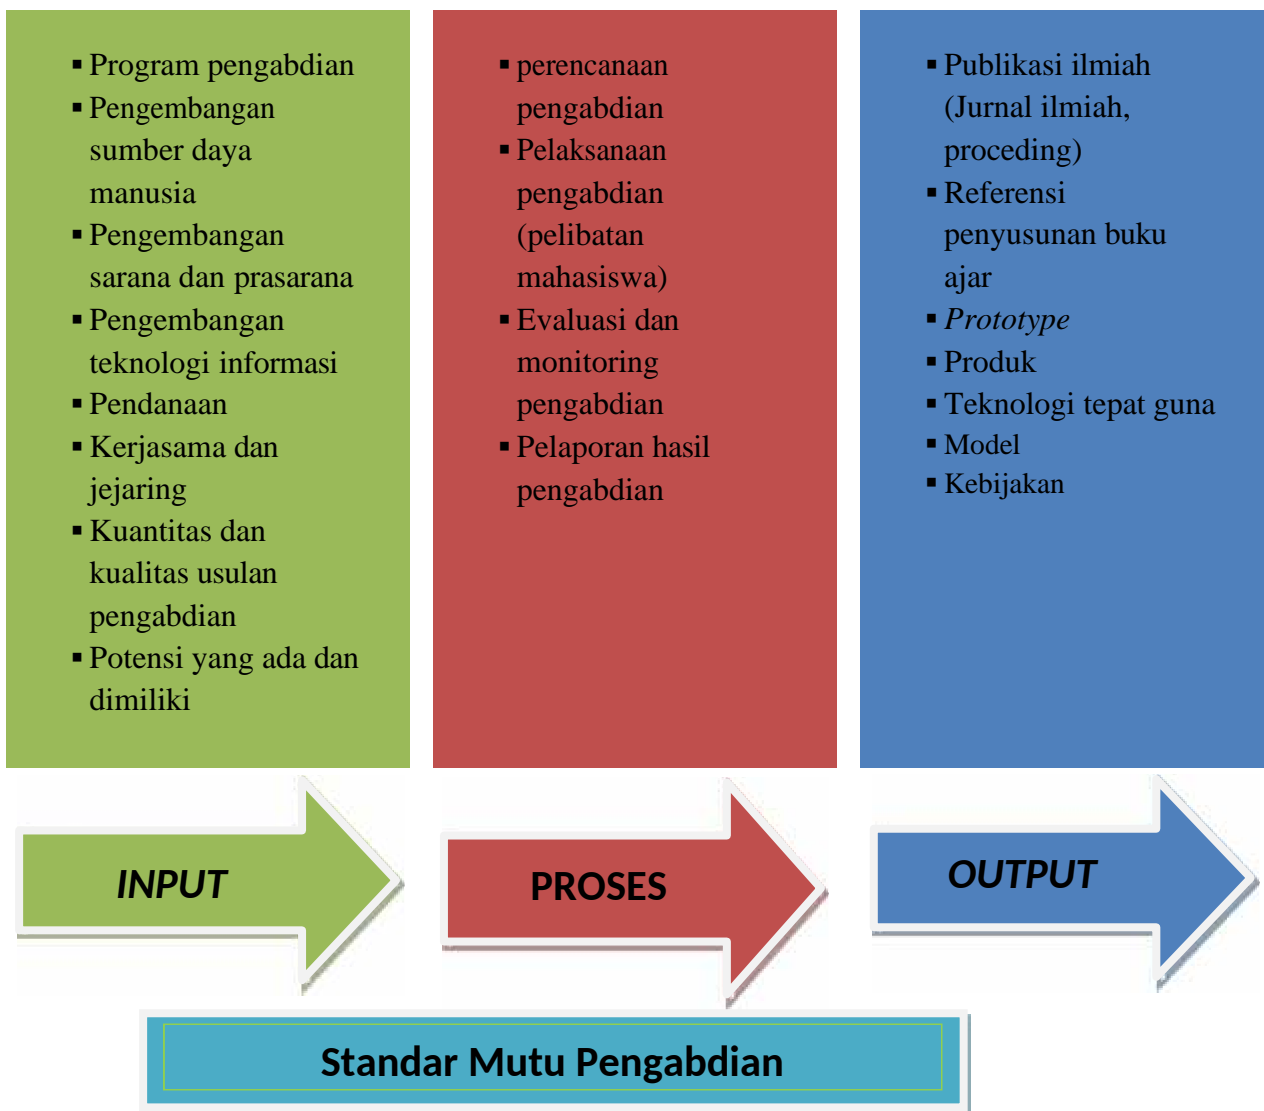 ▪ Program pengabdian
▪ Pengembangan
sumber daya
manusia
▪ Pengembangan
sarana dan prasarana
▪ Pengembangan
teknologi informasi
▪ Pendanaan
▪ Kerjasama dan
jejaring
▪ Kuantitas dan
kualitas usulan
pengabdian
▪ Potensi yang ada dan
dimiliki
▪ perencanaan
pengabdian
▪ Pelaksanaan
pengabdian
(pelibatan
mahasiswa)
▪ Evaluasi dan
monitoring
pengabdian
▪ Pelaporan hasil
pengabdian
▪ Publikasi ilmiah
(Jurnal ilmiah,
proceding)
▪ Referensi
penyusunan buku
ajar
▪ Prototype
▪ Produk
▪ Teknologi tepat guna
▪ Model
▪ Kebijakan
INPUT
PROSES
OUTPUT
Standar Mutu Pengabdian